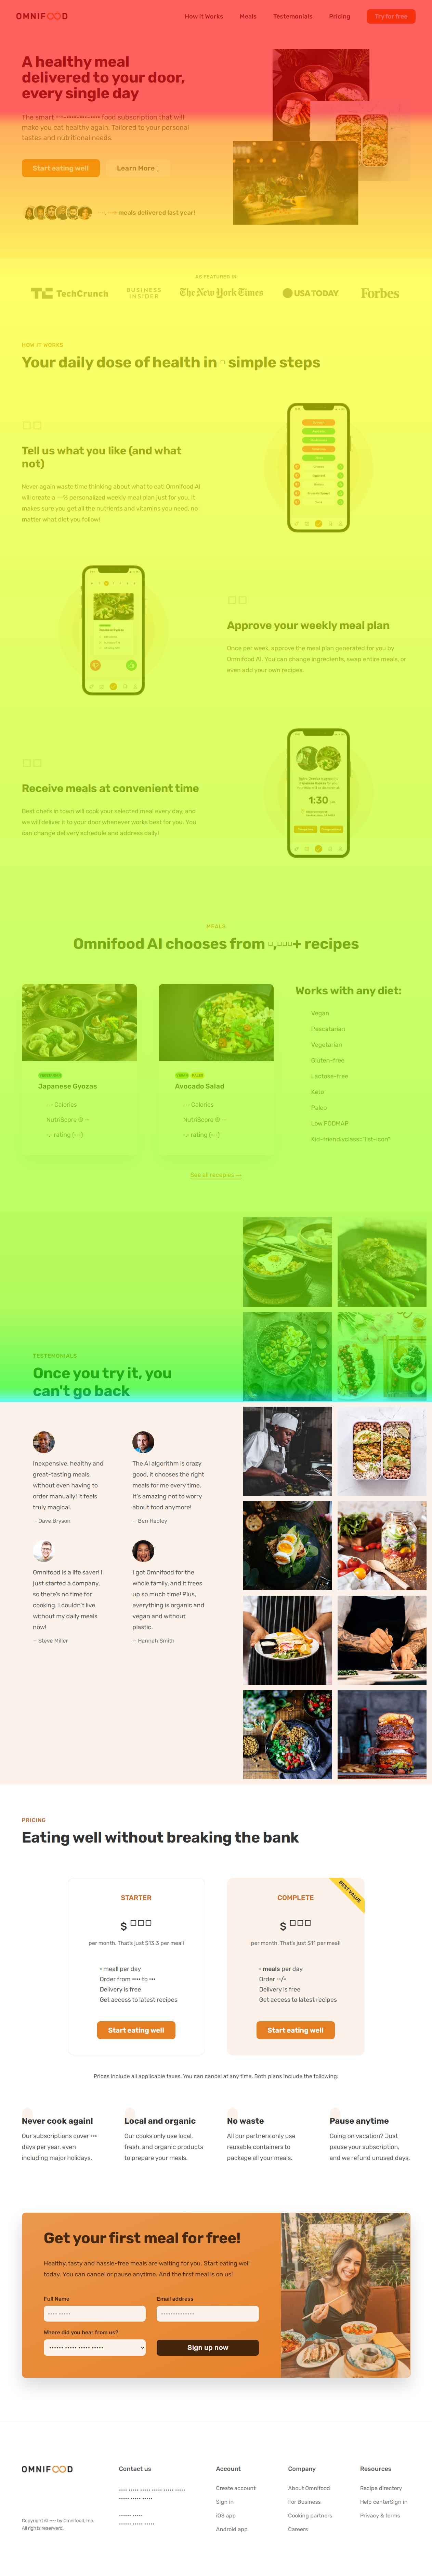 OMNIFOOD
How it Works
Meals
Testemonials
Pricing
Try for free
A healthy meal
delivered to your door,
every single day
The smart food subscription that will
make you eat healthy again. Tailored to your personal
tastes and nutritional needs.
Start eating well
Learn More ↓
meals delivered last year!
AS FEATURED IN
TechCrunch
BUSINESS
INSIDER
The New York Times
USA TODAY
Forbes
HOW IT WORKS
Your daily dose of health in simple steps
Tell us what you like (and what
not)
Never again waste time thinking about what to eat! Omnifood AI
will create a % personalised weekly meal plan just for you. It
makes sure you get all the nutrients and vitamins you need, no
matter what diet you follow!
Approve your weekly meal plan
Once per week, approve the meal plan generated for you by
Omnifood AI. You can change ingredients, swap entire meals, or
even add your own recipes.
1:30
Receive meals at convenient time
Best chefs in town will cook your selected meal every day, and
we will deliver it to your door whenever works best for you. You
can change delivery schedule and address daily!
MEALS
Omnifood AI chooses from + recipes
Japanese Gyozas
Calories
NutriScore ®
rating
Avocado Salad
Calories
NutriScore ®
rating
Works with any diet:
Vegan
Pescatarian
Vegetarian
Gluten-free
Lactose-free
Keto
Paleo
Low FODMAP
Kid-friendlyclass="list-icon"
See all recepies →
TESTEMONIALS
Once you try it, you
can't go back
Inexpensive, healthy and
great-tasting meals,
without even having to
order manually! It feels
truly magical.
— Dave Bryson
The AI algorithm is crazy
good, it chooses the right
meals for me every time.
It's amazing not to worry
about food anymore!
— Ben Hadley
Omnifood is a life saver! I
just started a company,
so there's no time for
cooking. I couldn't live
without my daily meals
now!
— Steve Miller
I got Omnifood for the
whole family, and it frees
up so much time! Plus,
everything is organic and
vegan and without
plastic.
— Hannah Smith
PRICING
Eating well without breaking the bank
STARTER
$
per month. That's just $13.3 per meal!
meall per day
Order from to
Delivery is free
Get access to latest recipes
Start eating well
BEST VALUE
COMPLETE
$
per month. That's just $11 per meal!
meals per day
Order /
Delivery is free
Get access to latest recipes
Start eating well
Prices include all applicable taxes. You can cancel at any time. Both plans include the following:
Never cook again!
Our subscriptions cover
days per year, even
including major holidays.
Local and organic
Our cooks only use local,
fresh, and organic products
to prepare your meals.
No waste
All our partners only use
reusable containers to
package all your meals.
Pause anytime
Going on vacation? Just
pause your subscription,
and we refund unused days.
Get your first meal for free!
Healthy, tasty and hassle-free meals are waiting for you. Start eating well
today. You can cancel or pause anytime. And the first meal is on us!
Full Name
Email address
Where did you hear from us?
Sign up now
OMNIFOOD
Copyright © by Omnifood, Inc.
All rights reserverd.
Contact us
Account
Create account
Sign in
iOS app
Android app
Company
About Omnifood
For Business
Cooking partners
Careers
Resources
Recipe directory
Help centerSign in
Privacy & terms